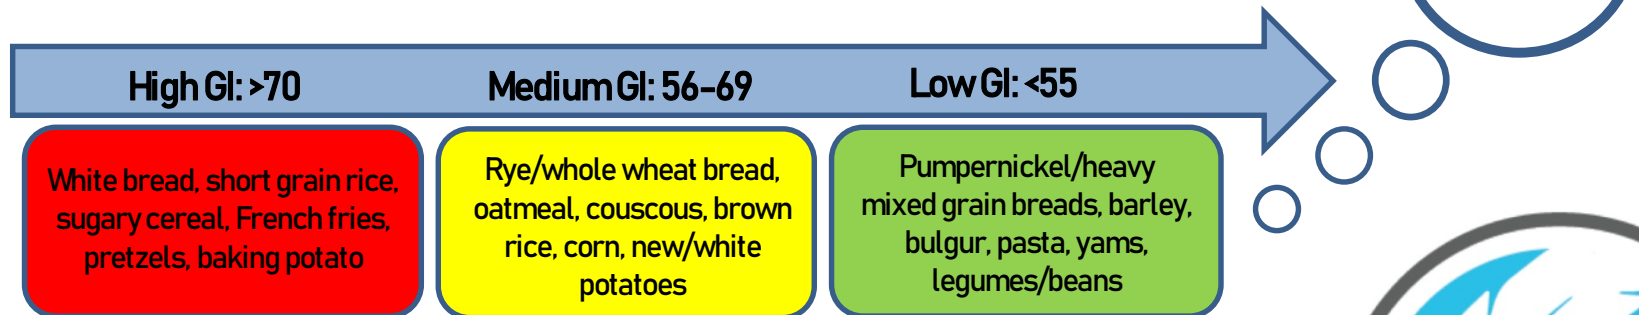 High GI: >70
Medium GI: 56-69
Low GI: <55
White bread, short grain rice,
sugary cereal, French fries,
pretzels, baking potato
Rye/whole wheat bread,
oatmeal, couscous, brown
rice, corn, new/white
potatoes
Pumpernickel/heavy
mixed grain breads, barley,
bulgur, pasta, yams,
legumes/beans